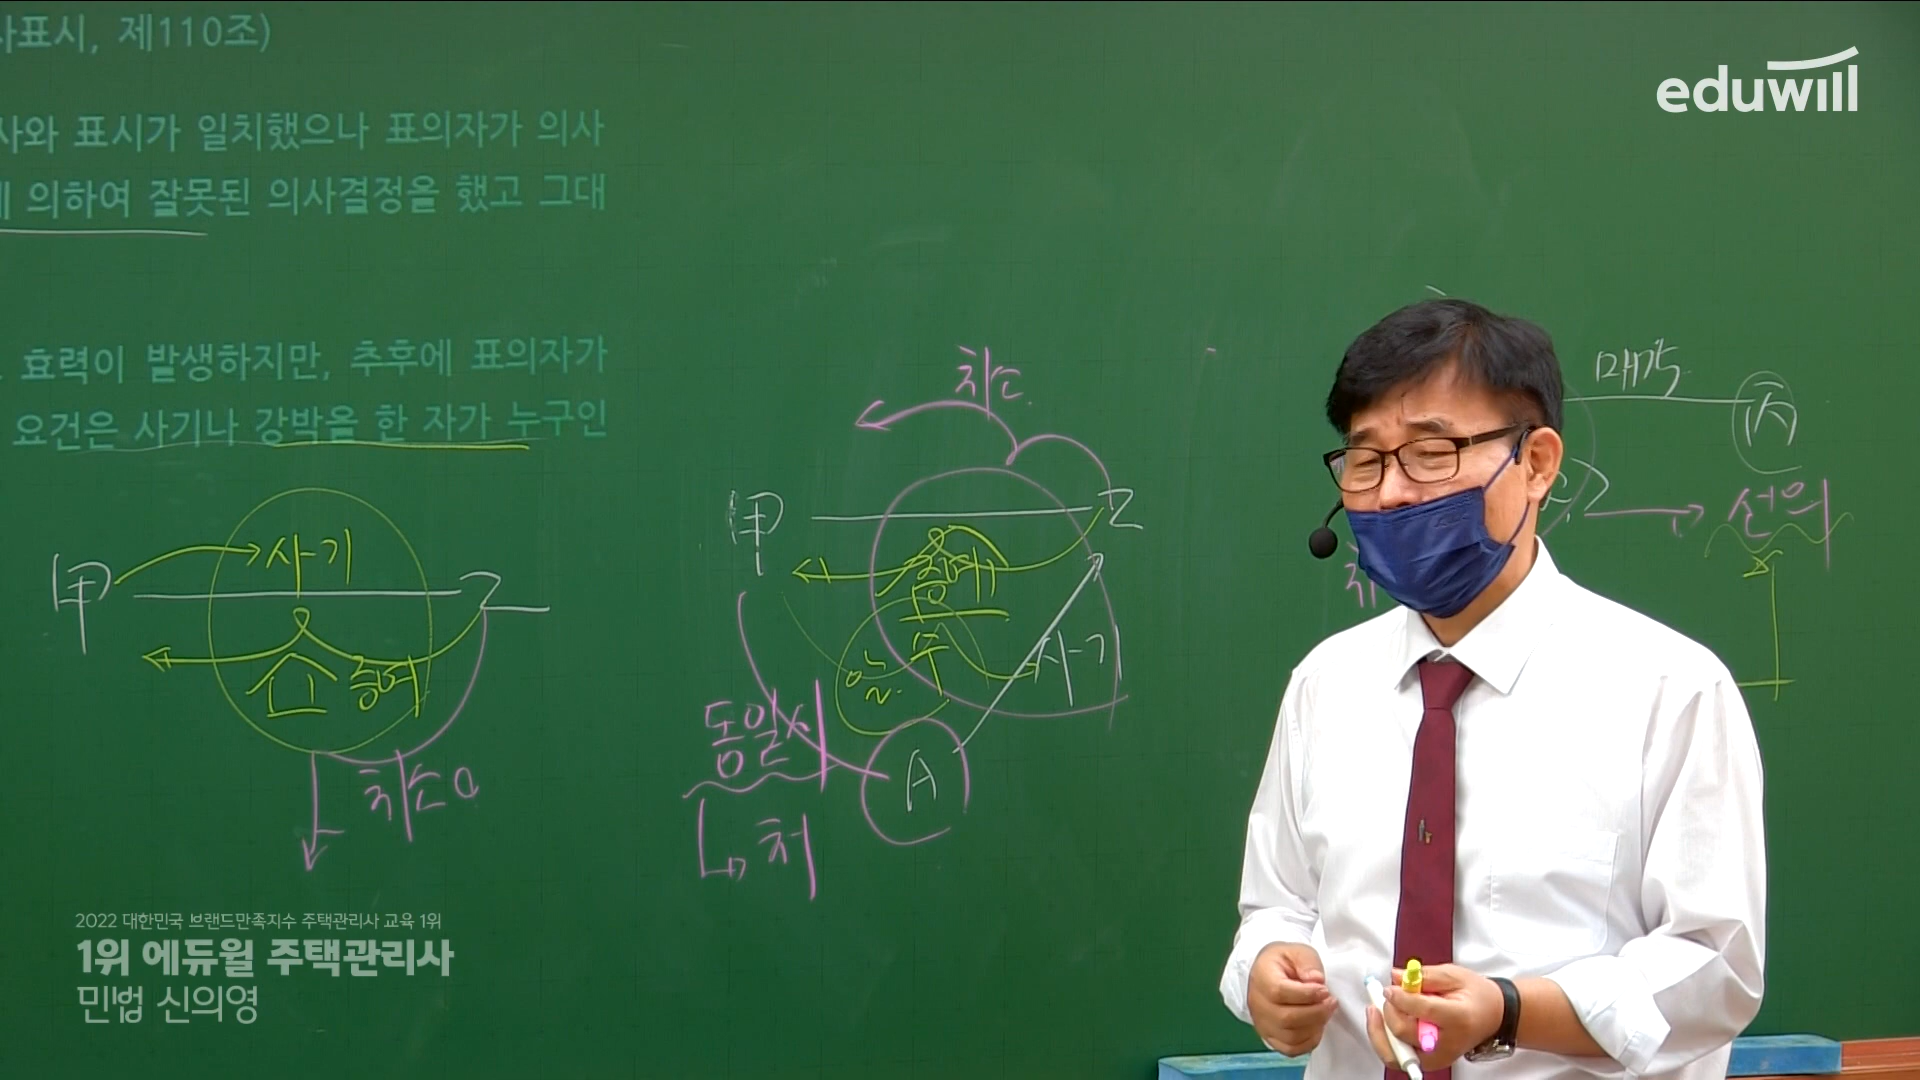 사표시, 제110조)
eduwill
사와 표시가 일치했으나 표의자가 의사
에 의하여 잘못된 의사결정을 했고 그대
효력이 발생하지만, 추후에 표의자가
요건은 사기나 강박을 한 자가 누구인
취소
매각
丙
甲 乙
선의
사기
증여
甲 乙
증여
수
사기
알
취소
동일시
A
취
2022 대한민국 브랜드만족지수 주택관리사 교육 1위
1위 에듀윌 주택관리사
민법 신의영